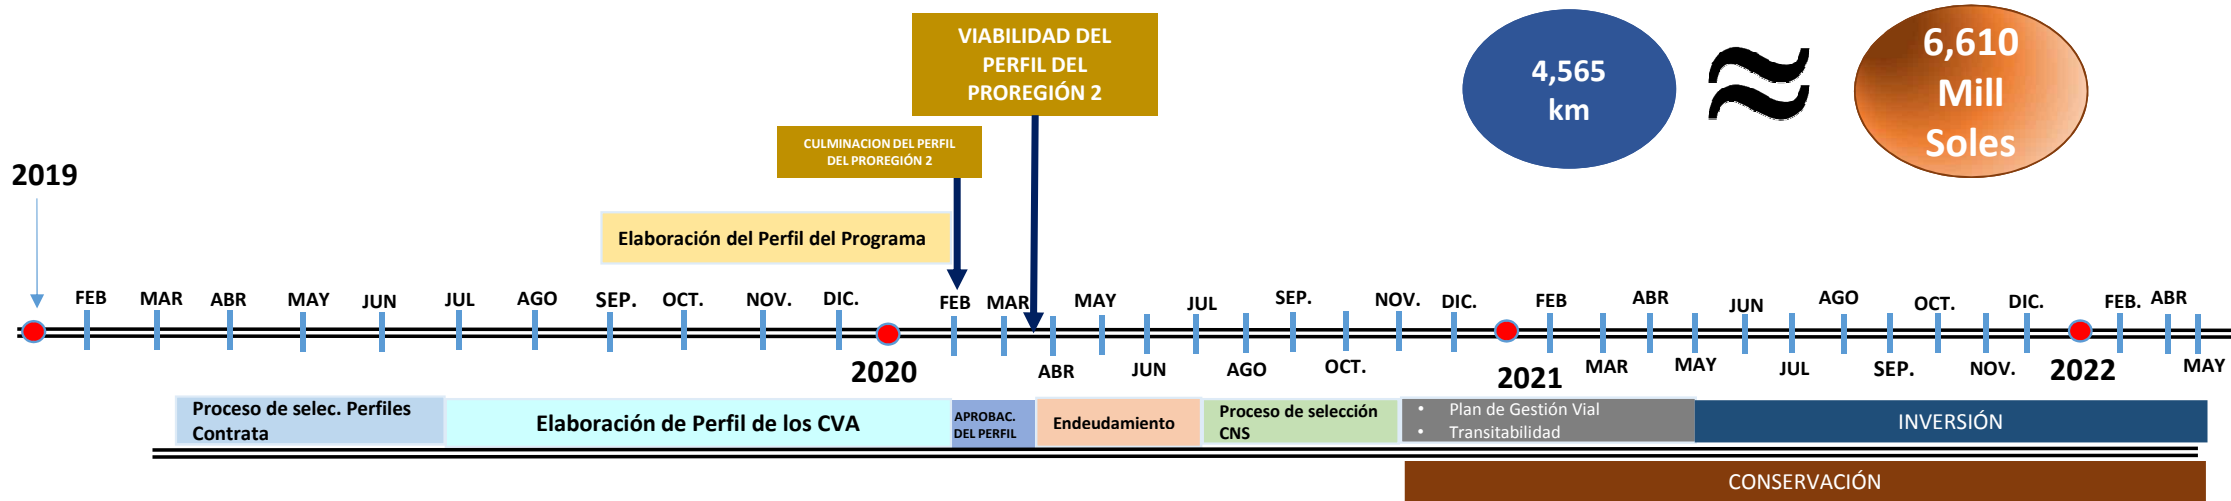 VIABILIDAD DEL
PERFIL DEL
PROREGIÓN 2
4,565
km
≈
6,610
Mill
Soles
CULMINACION DEL PERFIL
DEL PROREGIÓN 2
2019
Elaboración del Perfil del Programa
FEB MAR ABR MAY JUN JUL AGO SEP. OCT. NOV. DIC. FEB MAR MAY JUL SEP. NOV. DIC. FEB ABR JUN AGO OCT. DIC. FEB. ABR
2020 ABR JUN AGO OCT. 2021 MAR MAY JUL SEP. NOV. 2022 MAY
Proceso de selec. Perfiles
Contrata
Elaboración de Perfil de los CVA
APROBAC.
DEL PERFIL
Endeudamiento
Proceso de selección
CNS
• Plan de Gestión Vial
• Transitabilidad
INVERSIÓN
CONSERVACIÓN